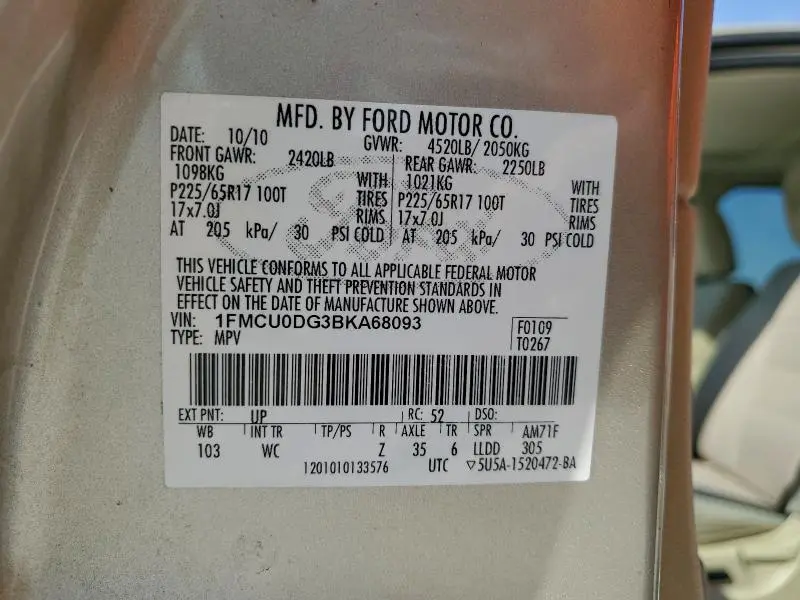 MFD. BY FORD MOTOR CO.
DATE: 10/10 GVWR: 4520LB/ 2050KG
FRONT GAWR: 2420LB REAR GAWR: 2250LB
1098KG WITH 1021KG WITH
P225/65R17 100T TIRES P225/65R17 100T TIRES
17x7.0J RIMS 17x7.0J RIMS
AT 205 kPa/ 30 PSI COLD AT 205 kPa/ 30 PSI COLD
THIS VEHICLE CONFORMS TO ALL APPLICABLE FEDERAL MOTOR
VEHICLE SAFETY AND THEFT PREVENTION STANDARDS IN
EFFECT ON THE DATE OF MANUFACTURE SHOWN ABOVE.
VIN: 1FMCU0DG3BKA68093 F0109
TYPE: MPV T0267
EXT PNT: UP RC: 52 DSO:
WB INT TR TP/PS R AXLE TR SPR AM71F
103 WC Z 35 6 LLDD 305
1201010133576 UTC ▽5U5A-1520472-BA